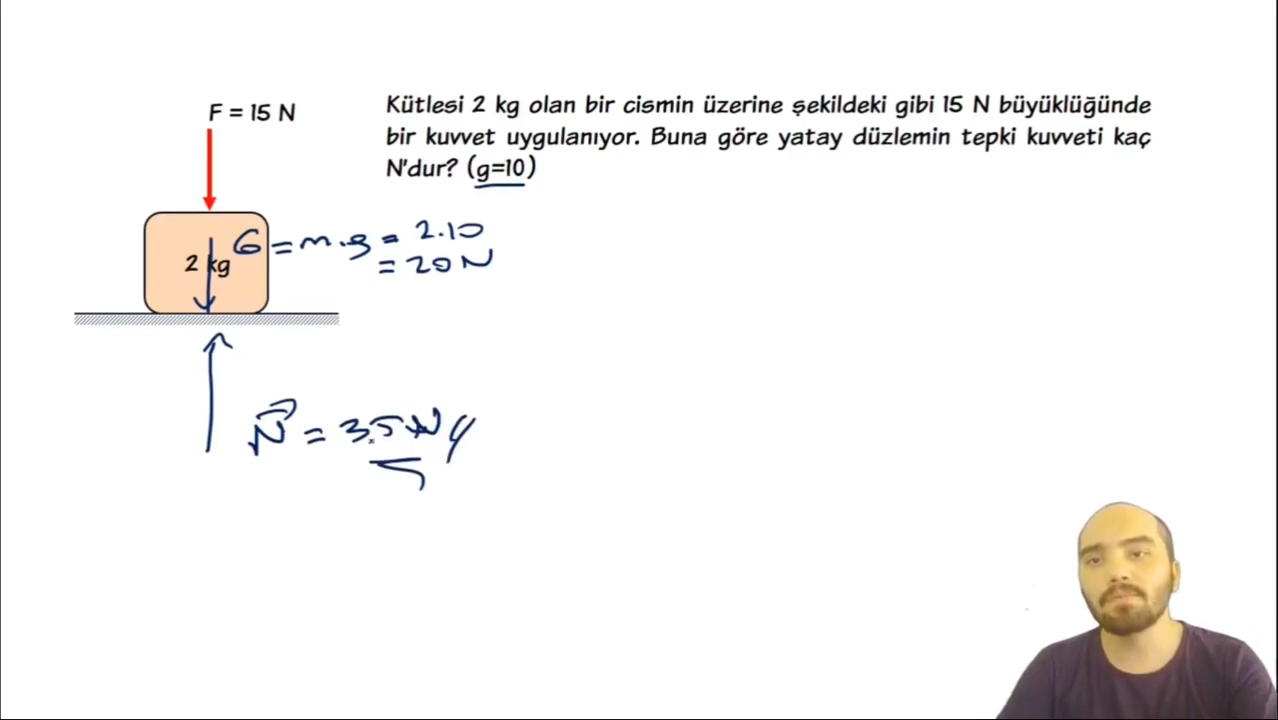 F = 15 N
Kütlesi 2 kg olan bir cismin üzerine şekildeki gibi 15 N büyüklüğünde
bir kuvvet uygulanıyor. Buna göre yatay düzlemin tepki kuvveti kaç
N'dur? (g=10)
2 kg
G = m.g = 2.10
= 20 N
N = 35 N